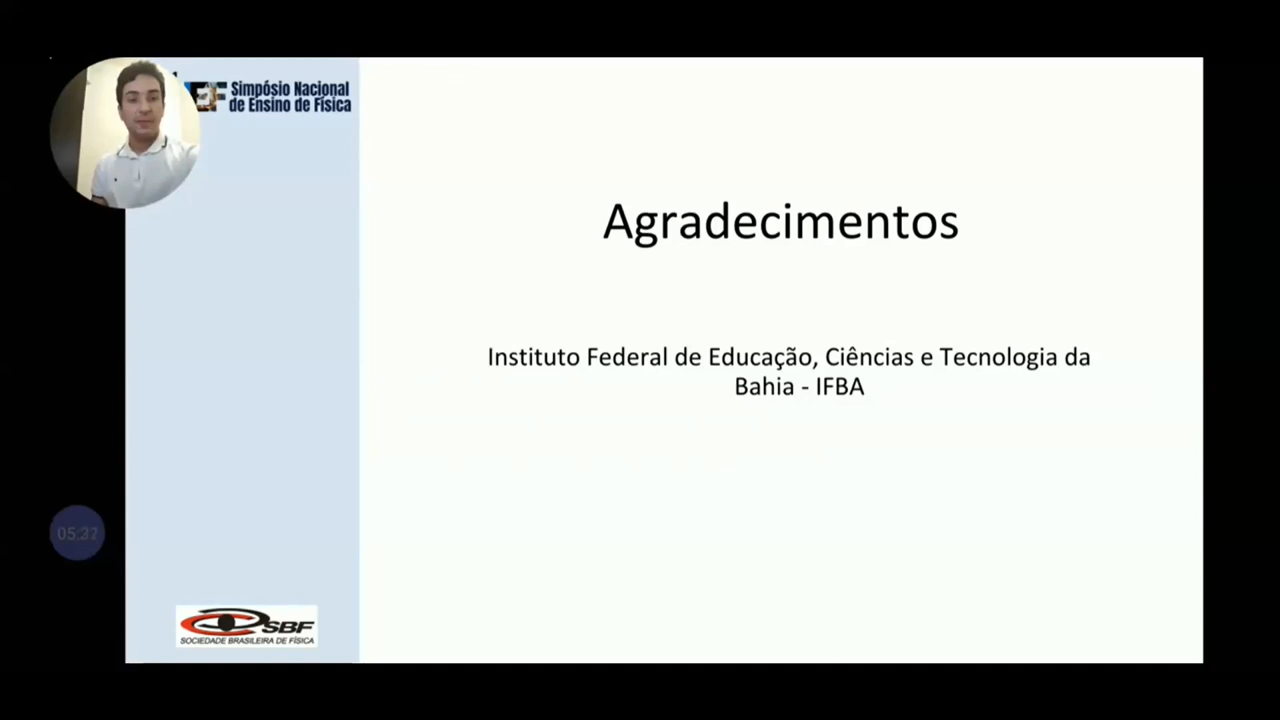 Simpósio Nacional
de Ensino de Física
Agradecimentos
Instituto Federal de Educação, Ciências e Tecnologia da
Bahia - IFBA
05:37
SBF
SOCIEDADE BRASILEIRA DE FÍSICA